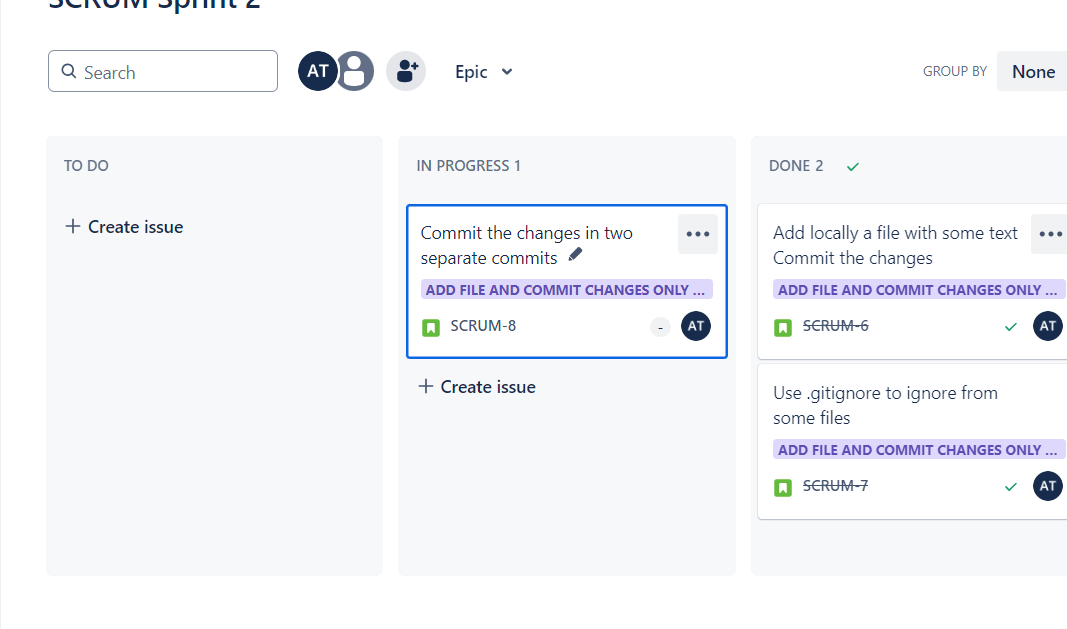 SCRUM Sprint 2
Search
AT
Epic
GROUP BY
None
TO DO
Create issue
IN PROGRESS 1
Commit the changes in two
separate commits
ADD FILE AND COMMIT CHANGES ONLY ...
SCRUM-8
-
AT
Create issue
DONE 2
Add locally a file with some text
Commit the changes
ADD FILE AND COMMIT CHANGES ONLY ...
SCRUM-6
AT
Use .gitignore to ignore from
some files
ADD FILE AND COMMIT CHANGES ONLY ...
SCRUM-7
AT